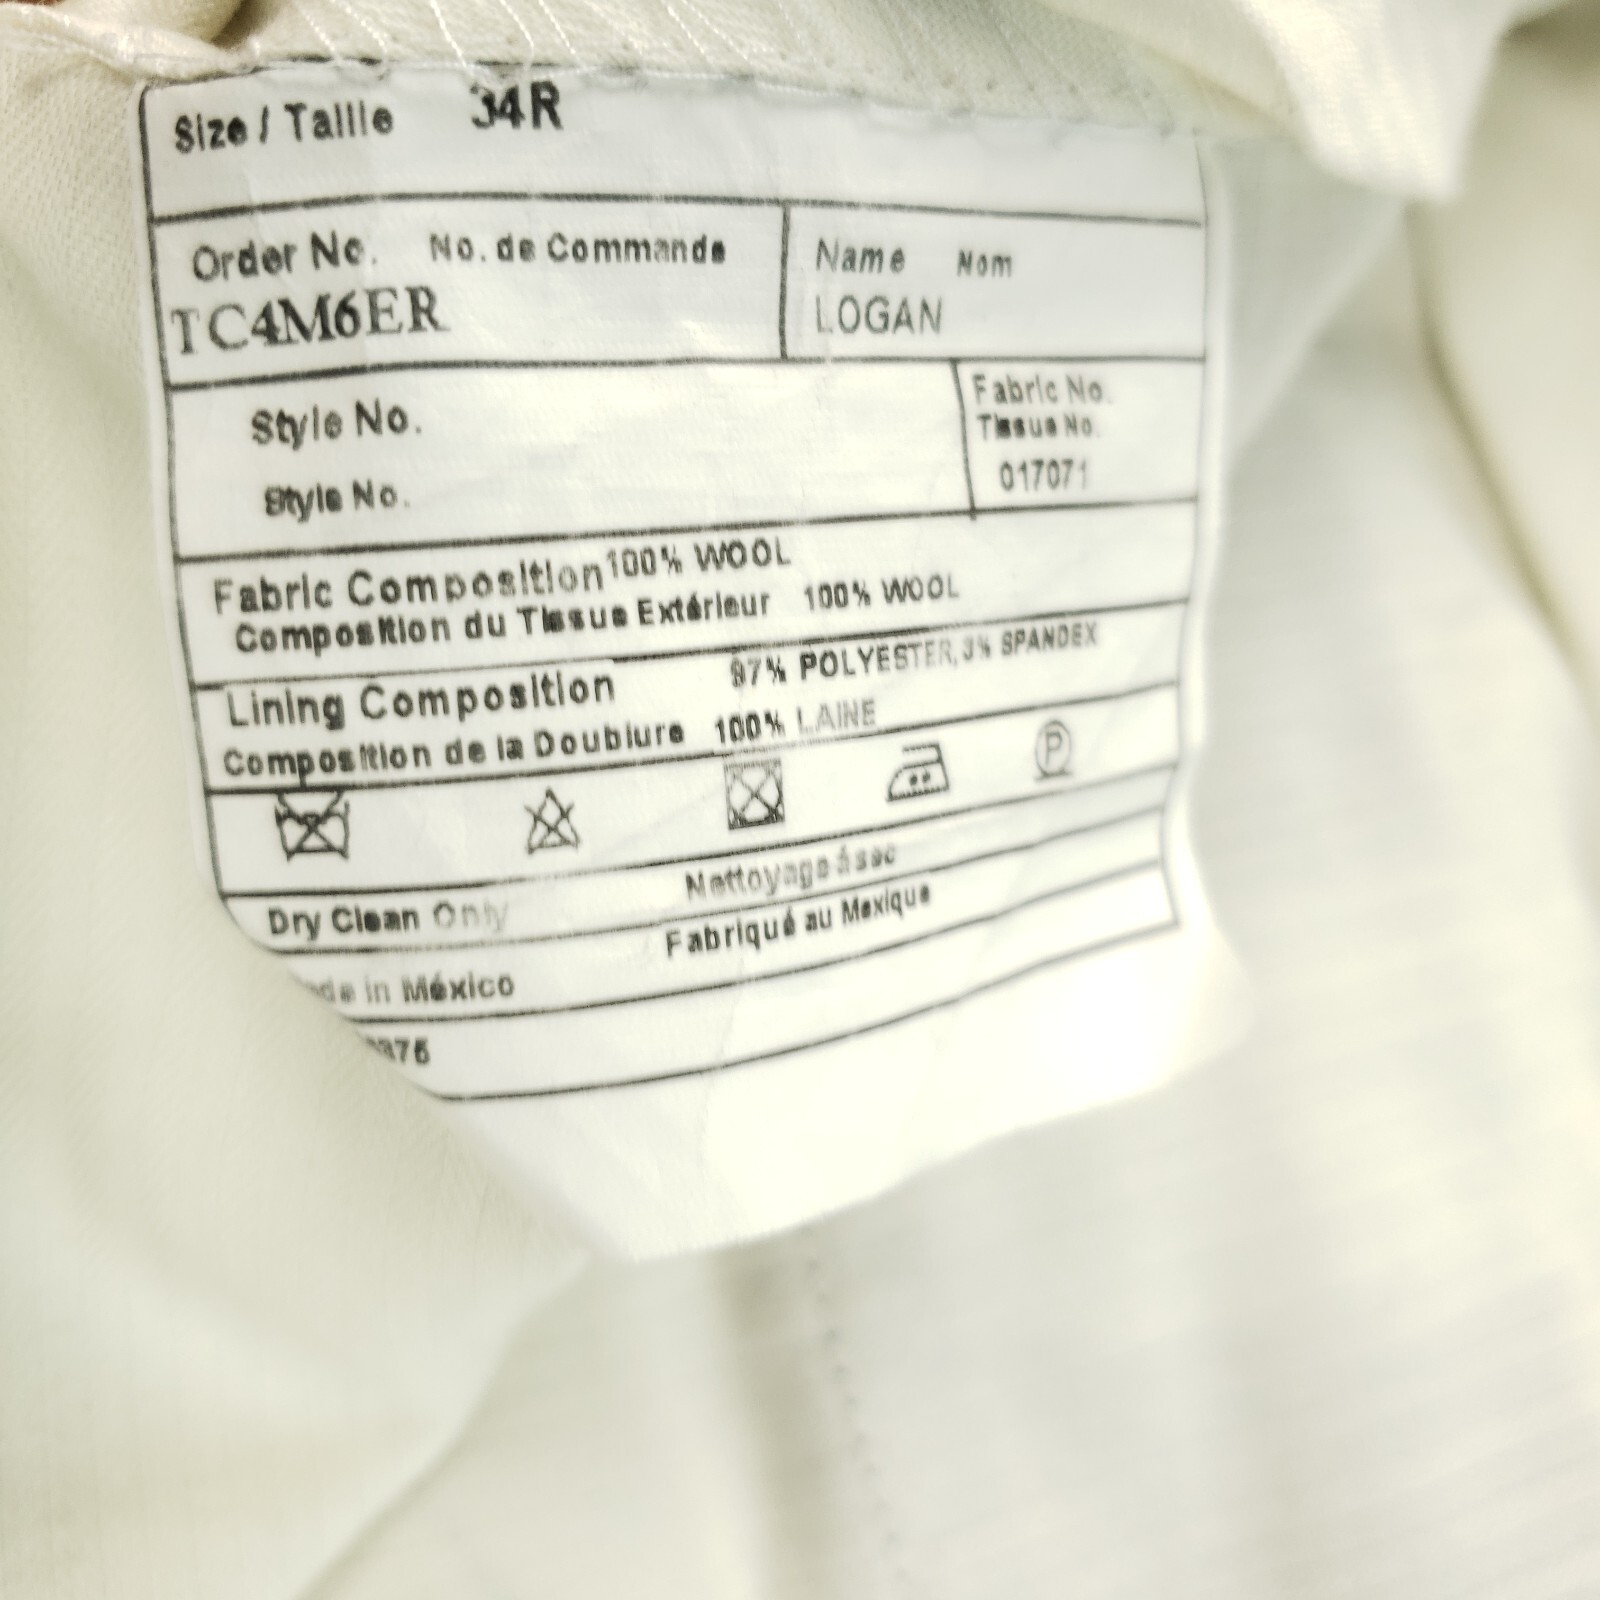 Size / Taille 34R
Order No. No. de Commande
TC4M6ER
Name Nom
LOGAN
Style No.
Style No.
Fabric No.
Tissue No.
017071
Fabric Composition 100% WOOL
Composition du Tissue Extérieur 100% WOOL
Lining Composition 97% POLYESTER, 3% SPANDEX
Composition de la Doublure 100% LAINE
P
Dry Clean Only Nettoyage á sec
in México Fabriqué au Mexique